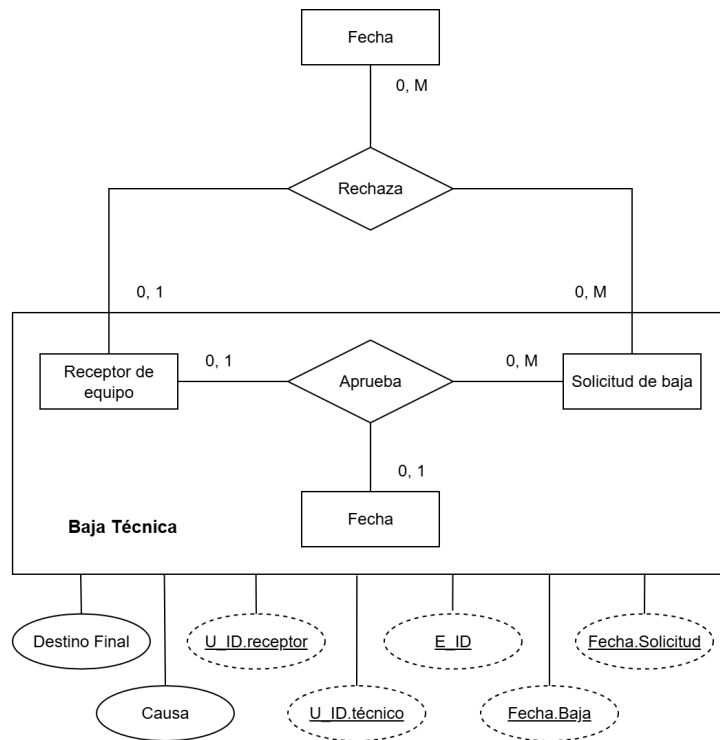 Fecha
0, M
Rechaza
0, 1
0, M
Receptor de
equipo
0, 1
Aprueba
0, M
Solicitud de baja
0, 1
Fecha
Baja Técnica
Destino Final
U_ID.receptor
E_ID
Fecha.Solicitud
Causa
U_ID.técnico
Fecha.Baja